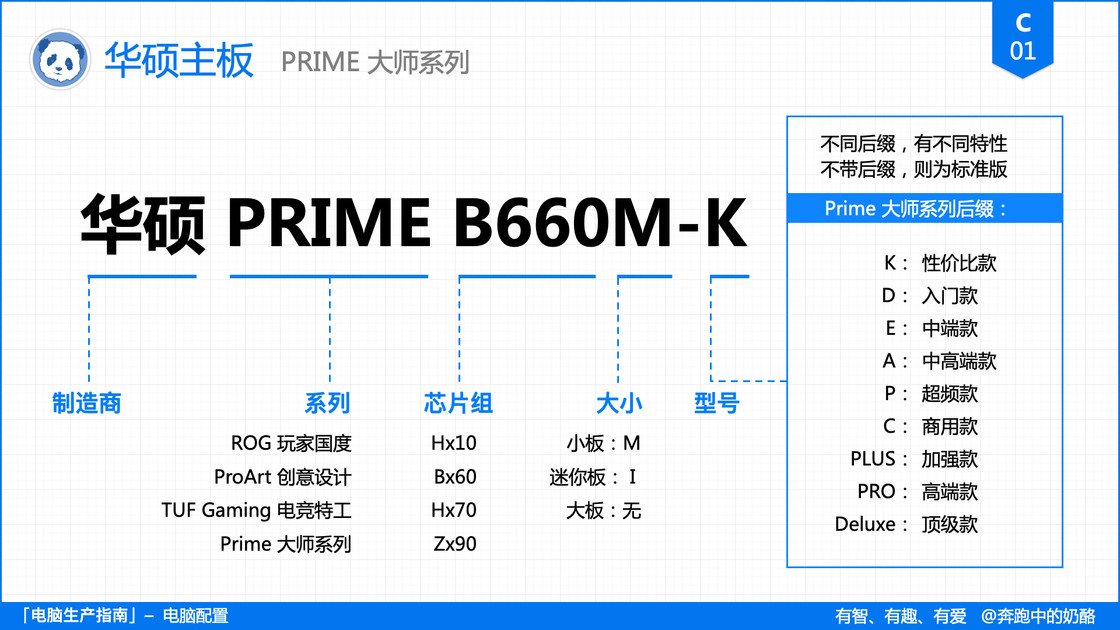 华硕主板 PRIME 大师系列
C
01
华硕 PRIME B660M-K
制造商
系列
ROG 玩家国度
ProArt 创意设计
TUF Gaming 电竞特工
Prime 大师系列
芯片组
Hx10
Bx60
Hx70
Zx90
大小
小板：M
迷你板： I
大板：无
型号
不同后缀，有不同特性
不带后缀，则为标准版
Prime 大师系列后缀：
K： 性价比款
D： 入门款
E： 中端款
A： 中高端款
P： 超频款
C： 商用款
PLUS： 加强款
PRO： 高端款
Deluxe： 顶级款
「电脑生产指南」– 电脑配置
有智、有趣、有爱 @奔跑中的奶酪